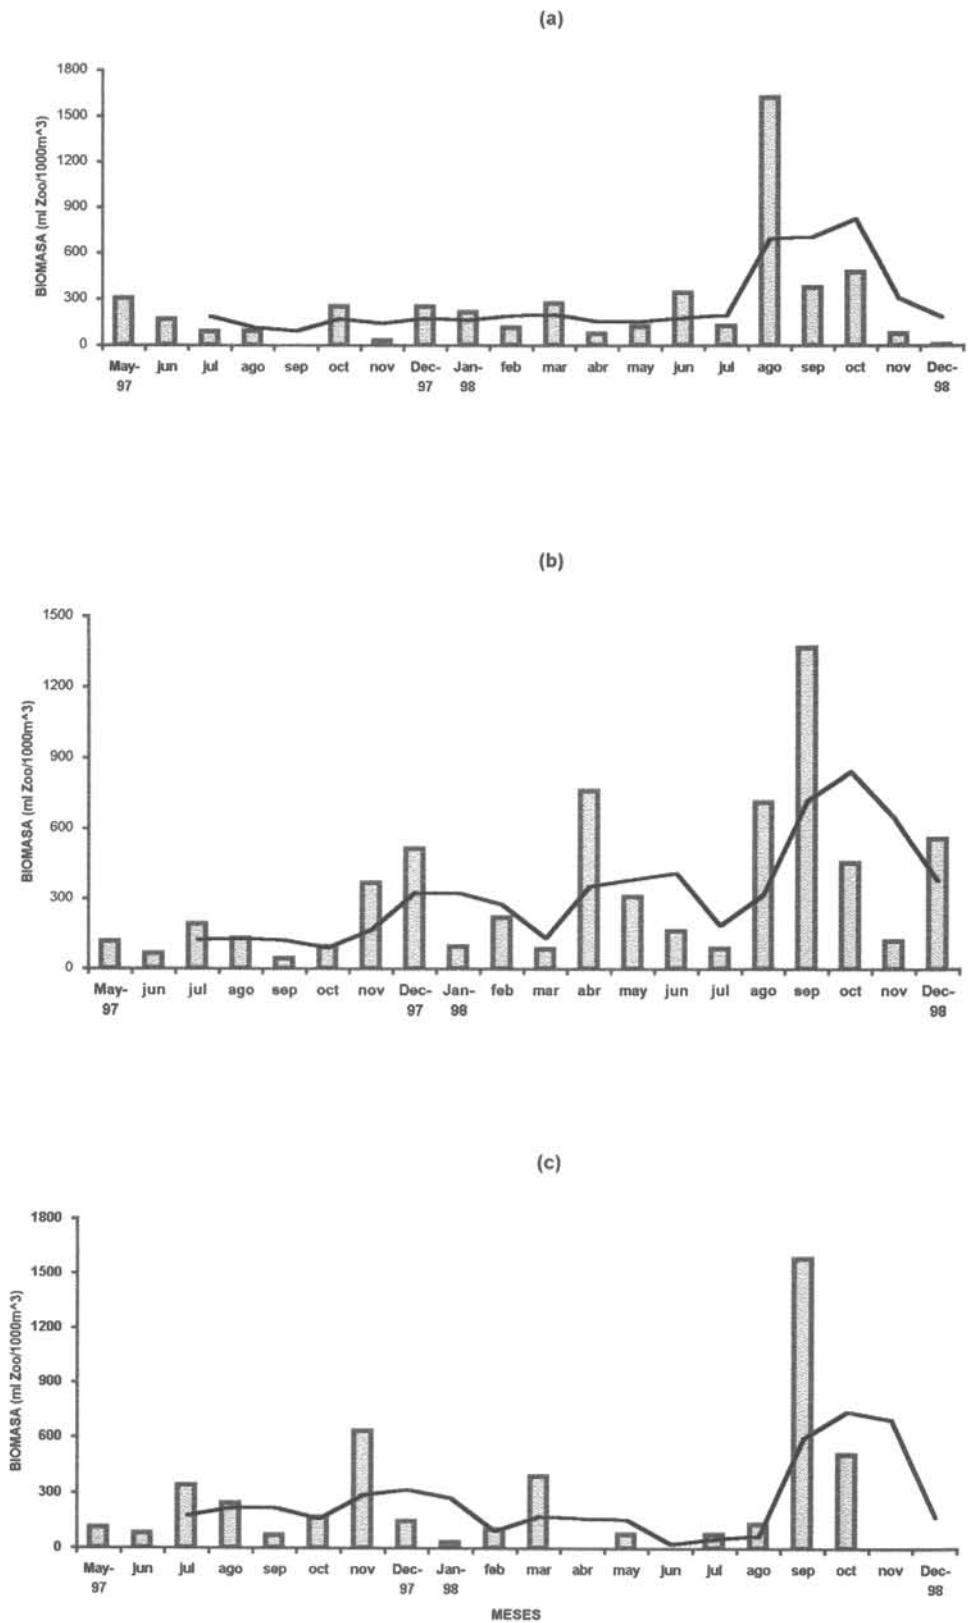 (a)
BIOMASA (ml Zoo/1000m^3)
1800
1500
1200
900
600
300
0
May-97 jun jul ago sep oct nov Dec-97 Jan-98 feb mar abr may jun jul ago sep oct nov Dec-98
(b)
BIOMASA (ml Zoo/1000m^3)
1500
1200
900
600
300
0
May-97 jun jul ago sep oct nov Dec-97 Jan-98 feb mar abr may jun jul ago sep oct nov Dec-98
(c)
BIOMASA (ml Zoo/1000m^3)
1800
1500
1200
900
600
300
0
May-97 jun jul ago sep oct nov Dec-97 Jan-98 feb mar abr may jun jul ago sep oct nov Dec-98
MESES